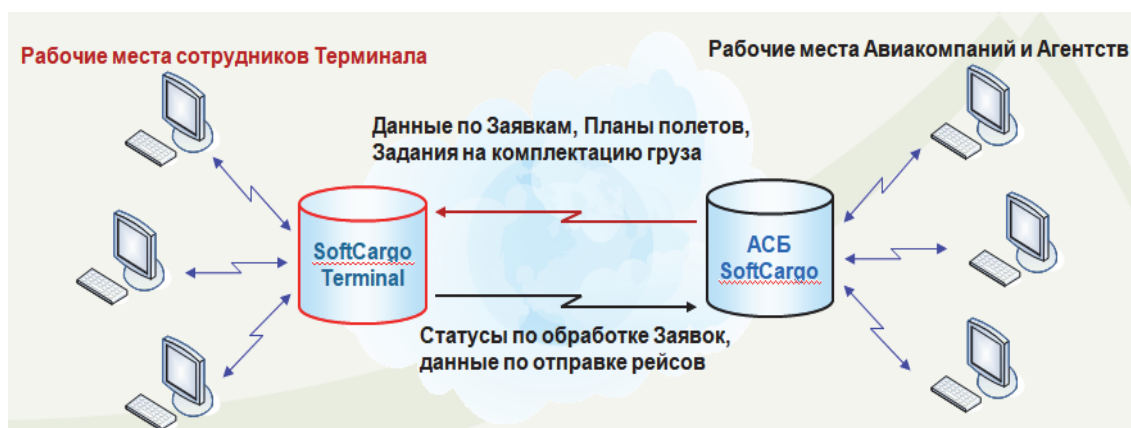 Рабочие места сотрудников Терминала
Рабочие места Авиакомпаний и Агентств
Данные по Заявкам, Планы полетов,
Задания на комплектацию груза
SoftCargo
Terminal
АСБ
SoftCargo
Статусы по обработке Заявок,
данные по отправке рейсов